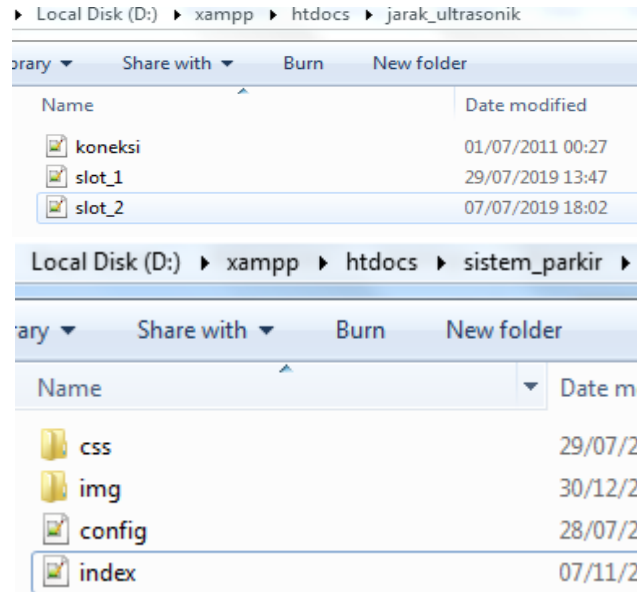 Local Disk (D:) ▸ xampp ▸ htdocs ▸ jarak_ultrasonik
brary Share with Burn New folder
Name Date modified
koneksi 01/07/2011 00:27
slot_1 29/07/2019 13:47
slot_2 07/07/2019 18:02
Local Disk (D:) ▸ xampp ▸ htdocs ▸ sistem_parkir ▸
ary Share with Burn New folder
Name Date m
css 29/07/2
img 30/12/2
config 28/07/2
index 07/11/2